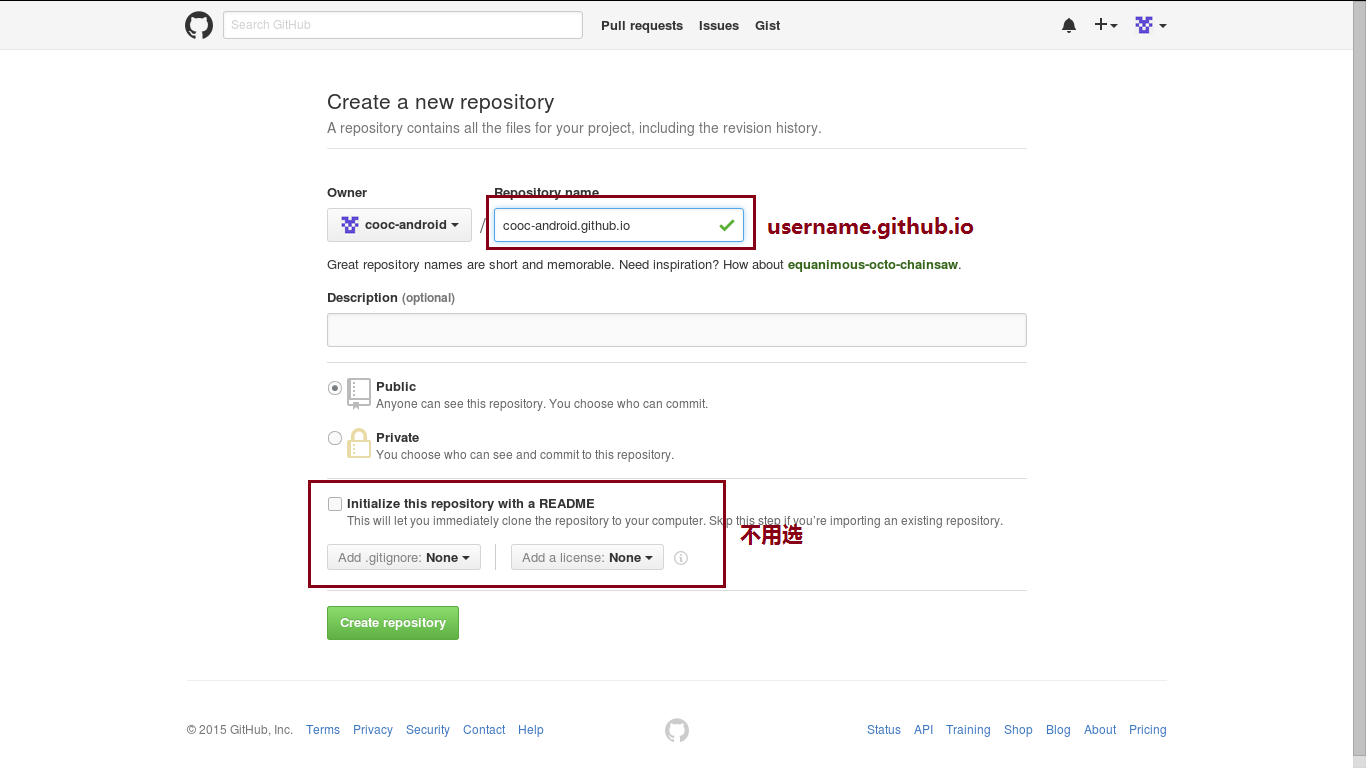 Search GitHub
Pull requests Issues Gist
Create a new repository
A repository contains all the files for your project, including the revision history.
Owner
Repository name
cooc-android
/
cooc-android.github.io
username.github.io
Great repository names are short and memorable. Need inspiration? How about equanimous-octo-chainsaw.
Description (optional)
Public
Anyone can see this repository. You choose who can commit.
Private
You choose who can see and commit to this repository.
Initialize this repository with a README
This will let you immediately clone the repository to your computer. Skip this step if you're importing an existing repository.
不用选
Add .gitignore: None
Add a license: None
Create repository
© 2015 GitHub, Inc. Terms Privacy Security Contact Help
Status API Training Shop Blog About Pricing